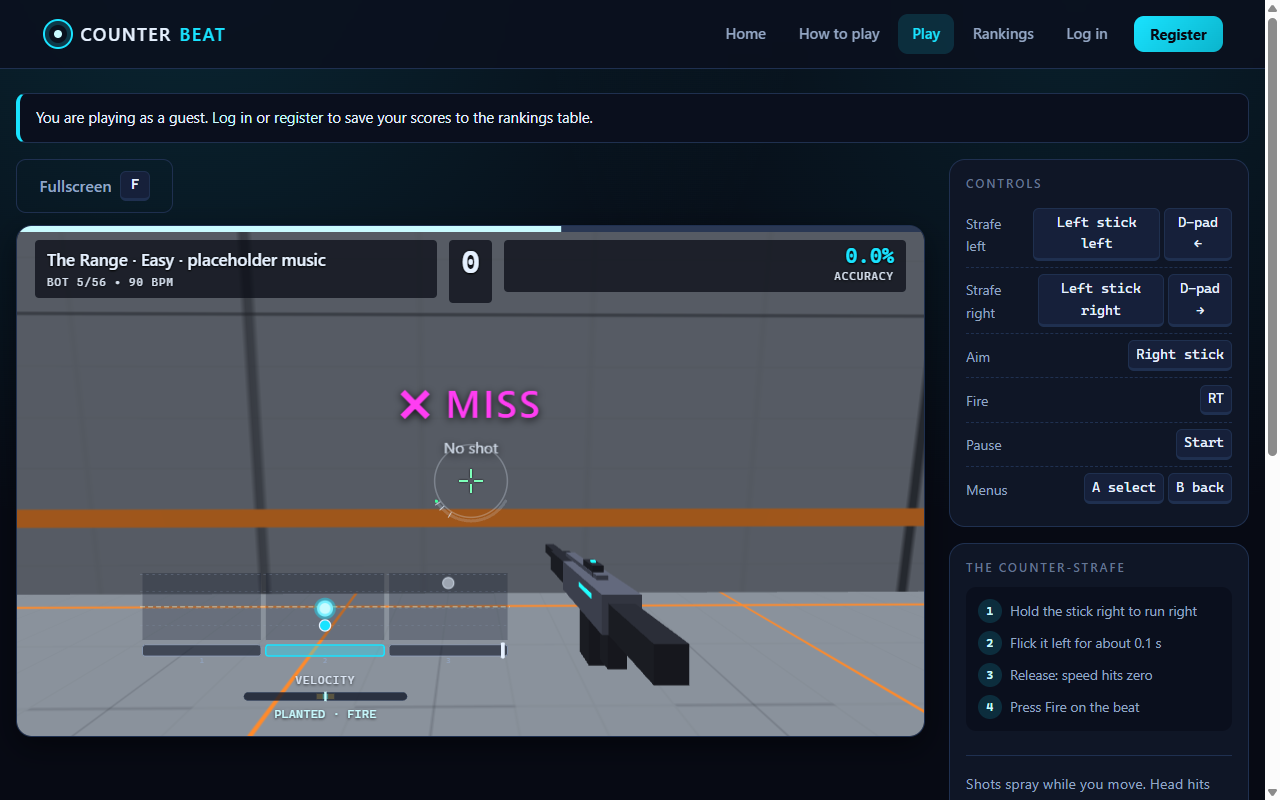 COUNTER BEAT
Home
How to play
Play
Rankings
Log in
Register
You are playing as a guest. Log in or register to save your scores to the rankings table.
Fullscreen F
The Range · Easy · placeholder music
BOT 5/56 • 90 BPM
0
0.0%
ACCURACY
✕ MISS
No shot
VELOCITY
PLANTED · FIRE
CONTROLS
Strafe left
Left stick left
D-pad ←
Strafe right
Left stick right
D-pad →
Aim
Right stick
Fire
RT
Pause
Start
Menus
A select
B back
THE COUNTER-STRAFE
1 Hold the stick right to run right
2 Flick it left for about 0.1 s
3 Release: speed hits zero
4 Press Fire on the beat
Shots spray while you move. Head hits